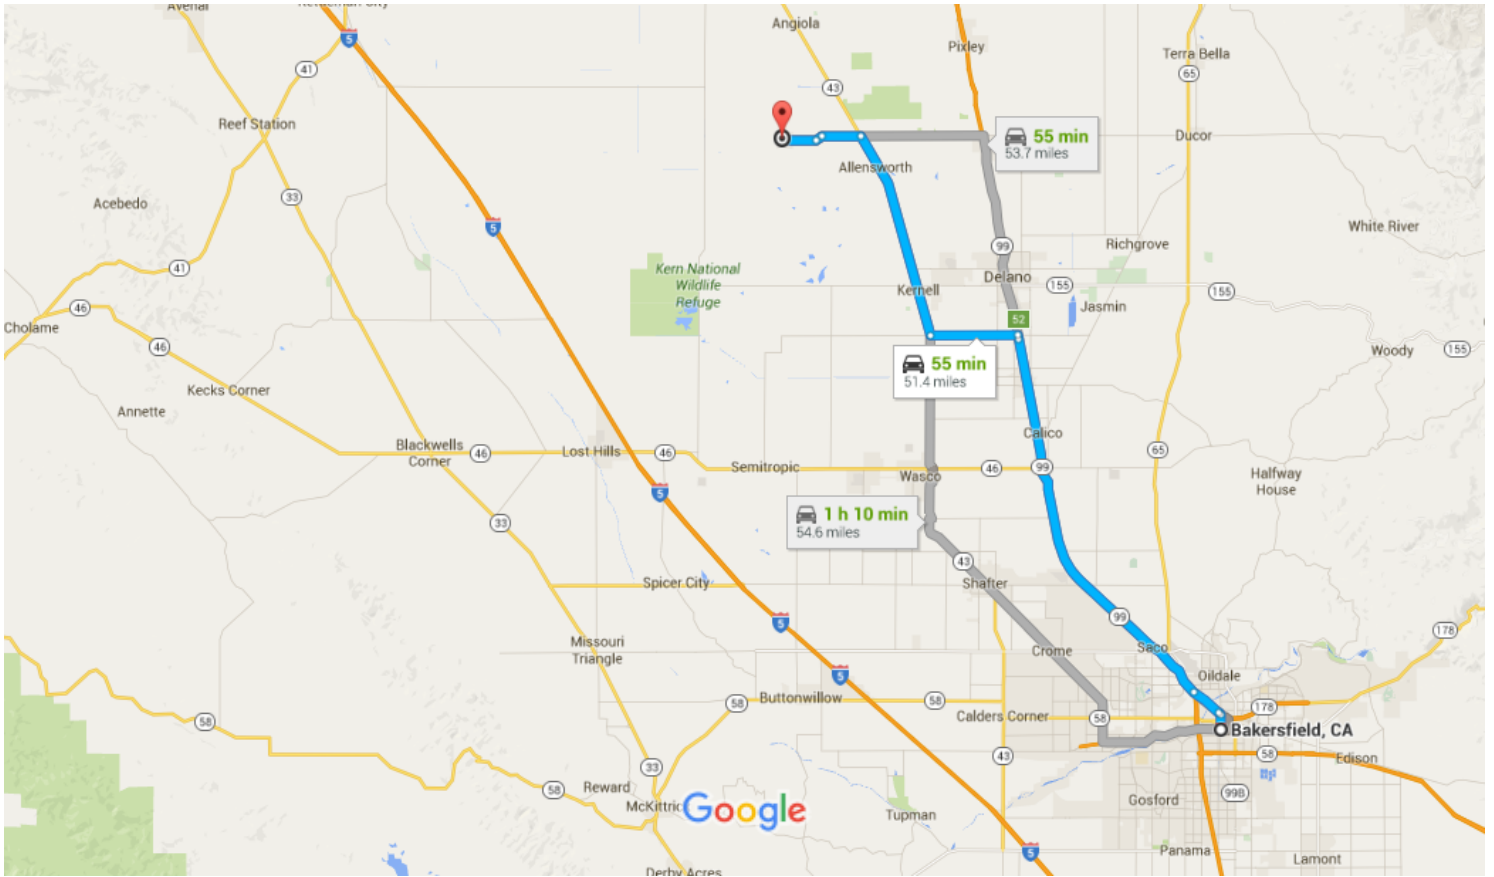 Avenal
Kettleman City
Angiola
Pixley
Terra Bella
5
41
43
65
Reef Station
55 min
53.7 miles
Ducor
Allensworth
33
Acebedo
5
White River
41
99
Richgrove
Kern National
Wildlife
Refuge
Delano
155
Kernell
155
46
Jasmin
52
Cholame
46
Woody
155
55 min
51.4 miles
Kecks Corner
Annette
Calico
Blackwells
Corner
46
Lost Hills
46
65
Semitropic
46
99
Wasco
Halfway
House
5
1 h 10 min
54.6 miles
33
43
Spicer City
Shafter
99
5
178
Missouri
Triangle
Crome
Saco
5
Oildale
Buttonwillow
58
58
178
58
Calders Corner
58
Bakersfield, CA
43
58
Edison
33
Reward
58
99B
Gosford
McKittric
Google
Tupman
5
Panama
Lamont
Derby Acres